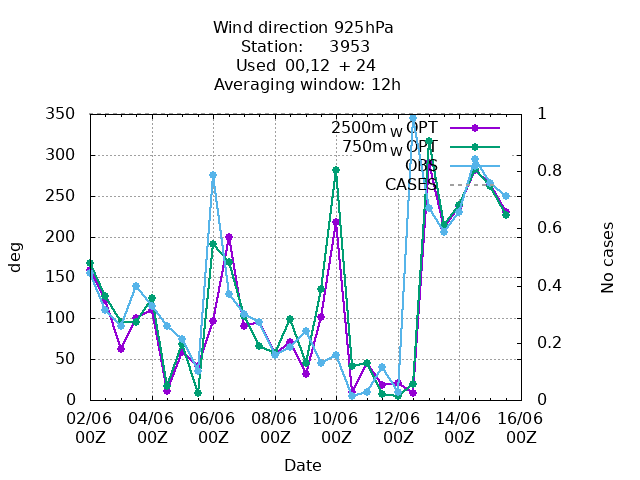 Wind direction 925hPa
Station: 3953
Used 00,12 + 24
Averaging window: 12h
350 1
2500m_W OPT
750m_W OPT
300
OBS
0.8
CASES
250
200 0.6
150
0.4
100
50 0.2
0 0
deg
No cases
02/06 04/06 06/06 08/06 10/06 12/06 14/06 16/06
00Z 00Z 00Z 00Z 00Z 00Z 00Z 00Z
Date